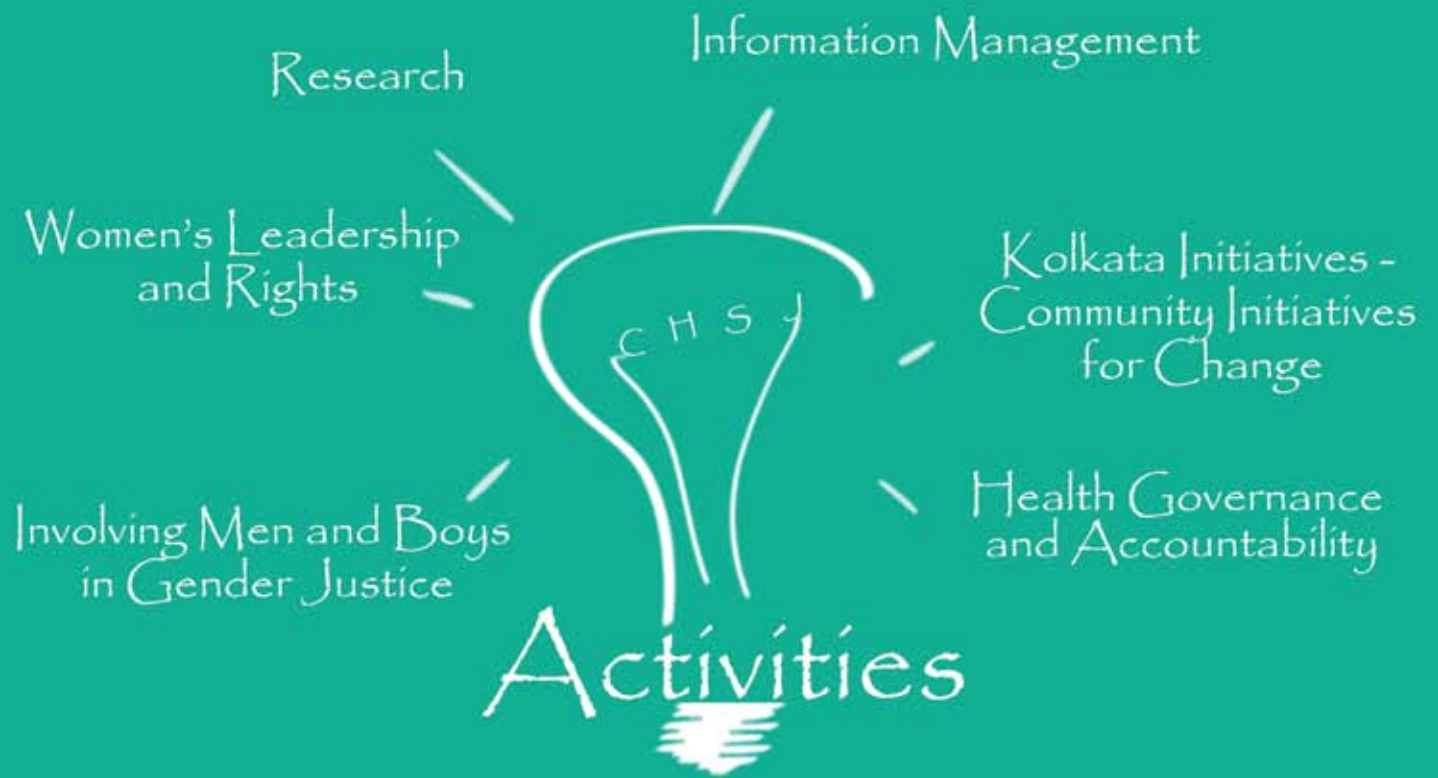 Information Management
Research
Women's Leadership
and Rights
Kolkata Initiatives -
Community Initiatives
for Change
C H S J
Involving Men and Boys
in Gender Justice
Health Governance
and Accountability
Activities